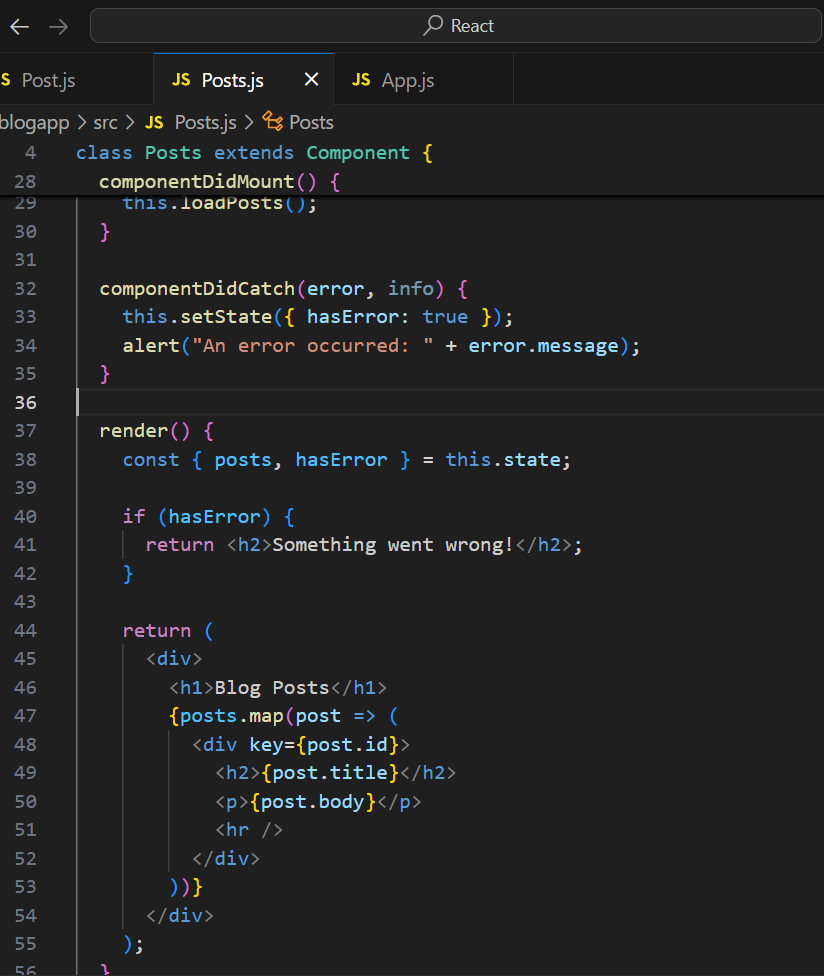 React
JS Post.js JS Posts.js × JS App.js
blogapp > src > JS Posts.js > Posts
4 class Posts extends Component {
28 componentDidMount() {
29 this.loadPosts();
30 }
31
32 componentDidCatch(error, info) {
33 this.setState({ hasError: true });
34 alert("An error occurred: " + error.message);
35 }
36
37 render() {
38 const { posts, hasError } = this.state;
39
40 if (hasError) {
41 return <h2>Something went wrong!</h2>;
42 }
43
44 return (
45 <div>
46 <h1>Blog Posts</h1>
47 {posts.map(post => (
48 <div key={post.id}>
49 <h2>{post.title}</h2>
50 <p>{post.body}</p>
51 <hr />
52 </div>
53 ))}
54 </div>
55 );
56 }